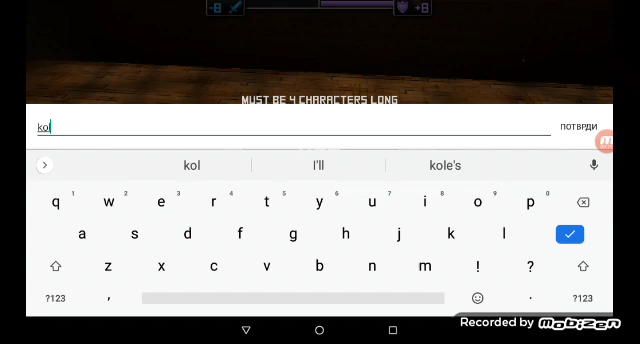 -8 +8
MUST BE 4 CHARACTERS LONG
kol ПОТВРДИ
kol I'll kole's
1 2 3 4 5 6 7 8 9 0
q w e r t y u i o p
a s d f g h j k l
z x c v b n m ! ?
?123 , . ?123
Recorded by mobizen